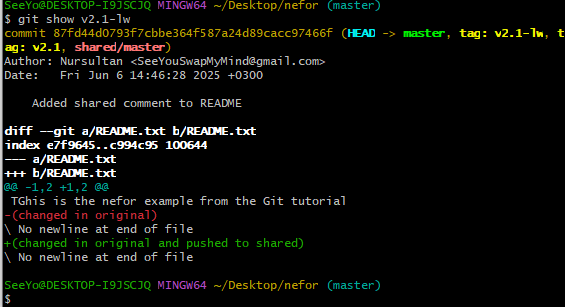 SeeYo@DESKTOP-I9JSCJQ MINGW64 ~/Desktop/nefor (master)
$ git show v2.1-lw
commit 87fd44d0793f7cbbe364f587a24d89cacc97466f (HEAD -> master, tag: v2.1-lw, t
ag: v2.1, shared/master)
Author: Nursultan <SeeYouSwapMyMind@gmail.com>
Date:   Fri Jun 6 14:46:28 2025 +0300

    Added shared comment to README

diff --git a/README.txt b/README.txt
index e7f9645..c994c95 100644
--- a/README.txt
+++ b/README.txt
@@ -1,2 +1,2 @@
 TGhis is the nefor example from the Git tutorial
-(changed in original)
\ No newline at end of file
+(changed in original and pushed to shared)
\ No newline at end of file

SeeYo@DESKTOP-I9JSCJQ MINGW64 ~/Desktop/nefor (master)
$